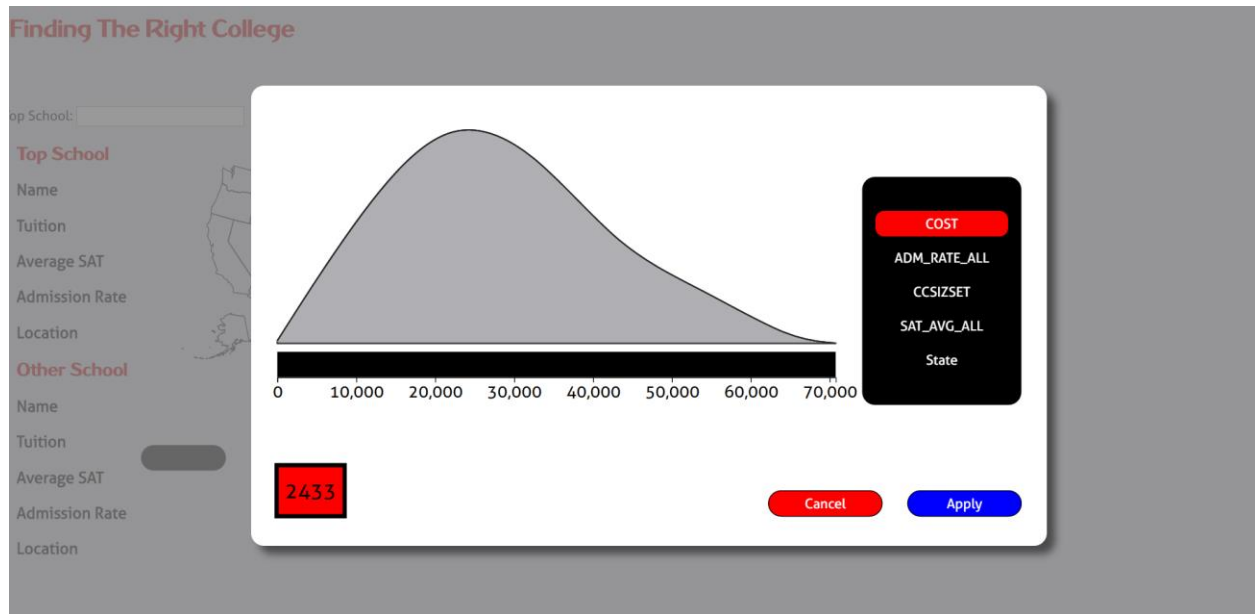 Finding The Right College
op School:
Top School
Name
Tuition
Average SAT
Admission Rate
Location
Other School
Name
Tuition
Average SAT
Admission Rate
Location
0 10,000 20,000 30,000 40,000 50,000 60,000 70,000
COST
ADM_RATE_ALL
CCSIZSET
SAT_AVG_ALL
State
2433
Cancel Apply